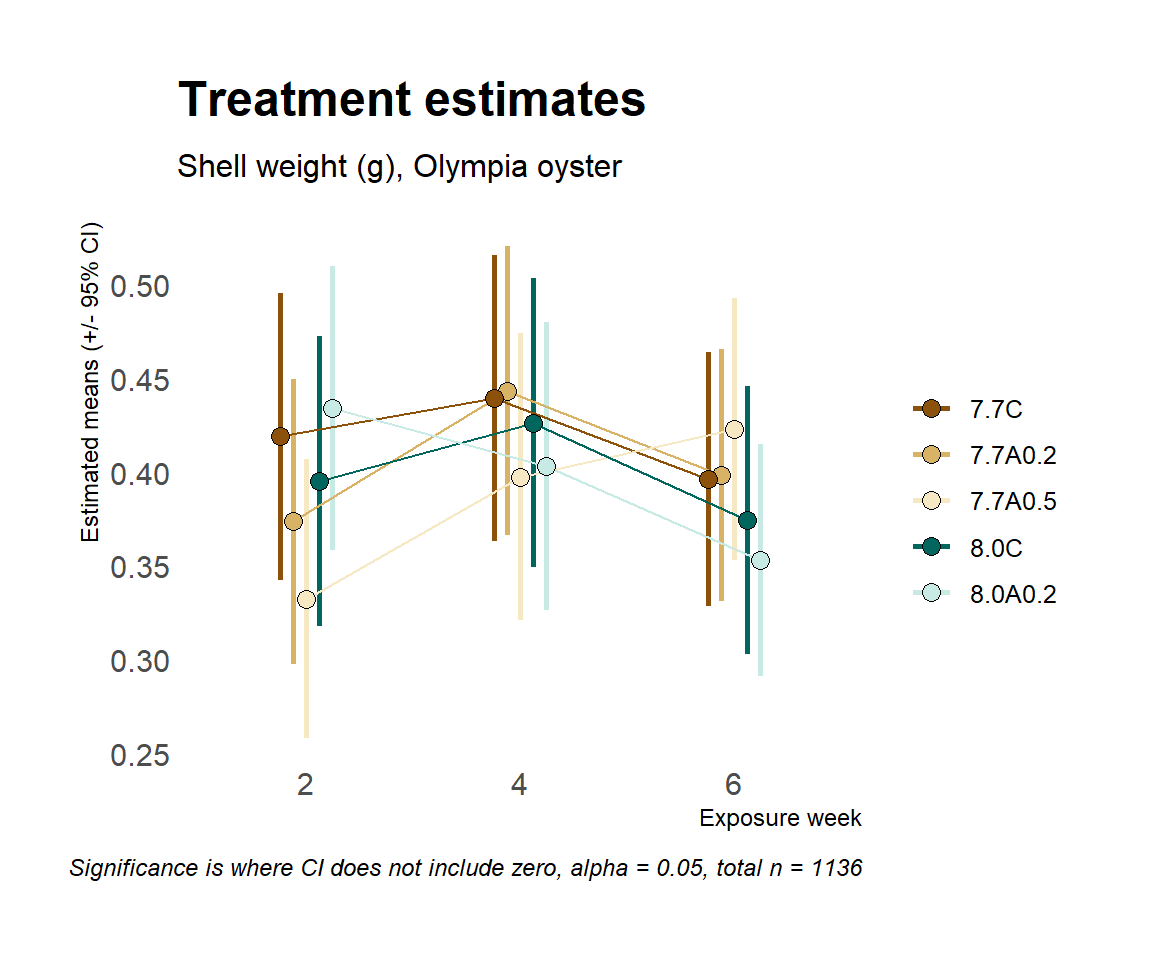 Treatment estimates
Shell weight (g), Olympia oyster
Estimated means (+/- 95% CI)
0.50
0.45
0.40
0.35
0.30
0.25
2 4 6
Exposure week
7.7C
7.7A0.2
7.7A0.5
8.0C
8.0A0.2
Significance is where CI does not include zero, alpha = 0.05, total n = 1136